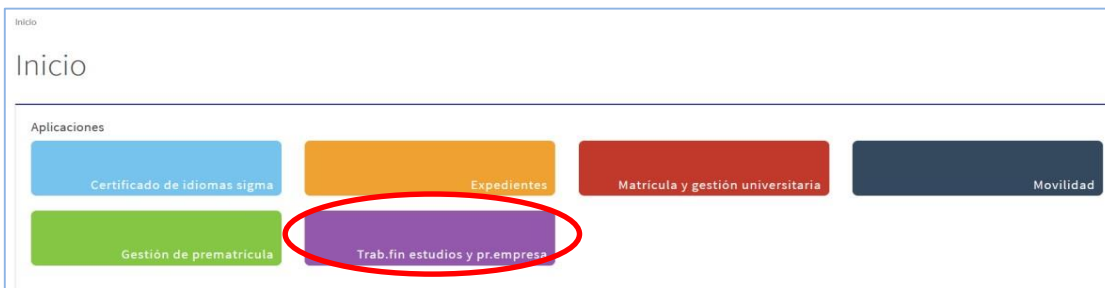 Inicio
Inicio
Aplicaciones
Certificado de idiomas sigma
Expedientes
Matrícula y gestión universitaria
Movilidad
Gestión de prematrícula
Trab.fin estudios y pr.empresa